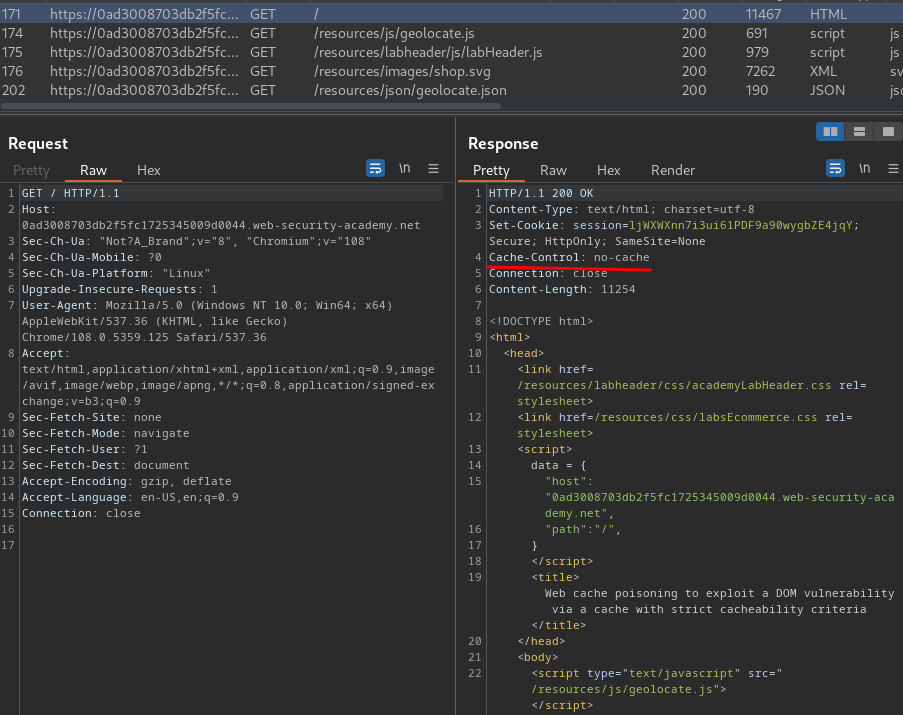 171 https://0ad3008703db2f5fc... GET / 200 11467 HTML
174 https://0ad3008703db2f5fc... GET /resources/js/geolocate.js 200 691 script js
175 https://0ad3008703db2f5fc... GET /resources/labheader/js/labHeader.js 200 979 script js
176 https://0ad3008703db2f5fc... GET /resources/images/shop.svg 200 7262 XML
202 https://0ad3008703db2f5fc... GET /resources/json/geolocate.json 200 190 JSON
Request
Pretty Raw Hex \n
1 GET / HTTP/1.1
2 Host:
0ad3008703db2f5fc1725345009d0044.web-security-academy.net
3 Sec-Ch-Ua: "Not?A_Brand";v="8", "Chromium";v="108"
4 Sec-Ch-Ua-Mobile: ?0
5 Sec-Ch-Ua-Platform: "Linux"
6 Upgrade-Insecure-Requests: 1
7 User-Agent: Mozilla/5.0 (Windows NT 10.0; Win64; x64)
AppleWebKit/537.36 (KHTML, like Gecko)
Chrome/108.0.5359.125 Safari/537.36
8 Accept:
text/html,application/xhtml+xml,application/xml;q=0.9,image
/avif,image/webp,image/apng,*/*;q=0.8,application/signed-ex
change;v=b3;q=0.9
9 Sec-Fetch-Site: none
10 Sec-Fetch-Mode: navigate
11 Sec-Fetch-User: ?1
12 Sec-Fetch-Dest: document
13 Accept-Encoding: gzip, deflate
14 Accept-Language: en-US,en;q=0.9
15 Connection: close
16
17
Response
Pretty Raw Hex Render \n
1 HTTP/1.1 200 OK
2 Content-Type: text/html; charset=utf-8
3 Set-Cookie: session=ljWXWXnn7i3ui61PDF9a90wygbZE4jqY;
Secure; HttpOnly; SameSite=None
4 Cache-Control: no-cache
5 Connection: close
6 Content-Length: 11254
7
8 <!DOCTYPE html>
9 <html>
10 <head>
11 <link href=
/resources/labheader/css/academyLabHeader.css rel=
stylesheet>
12 <link href=/resources/css/labsEcommerce.css rel=
stylesheet>
13 <script>
14 data = {
15 "host":
"0ad3008703db2f5fc1725345009d0044.web-security-aca
demy.net",
16 "path":"/",
17 }
18 </script>
19 <title>
Web cache poisoning to exploit a DOM vulnerability
via a cache with strict cacheability criteria
</title>
20 </head>
21 <body>
22 <script type="text/javascript" src="
/resources/js/geolocate.js">
</script>